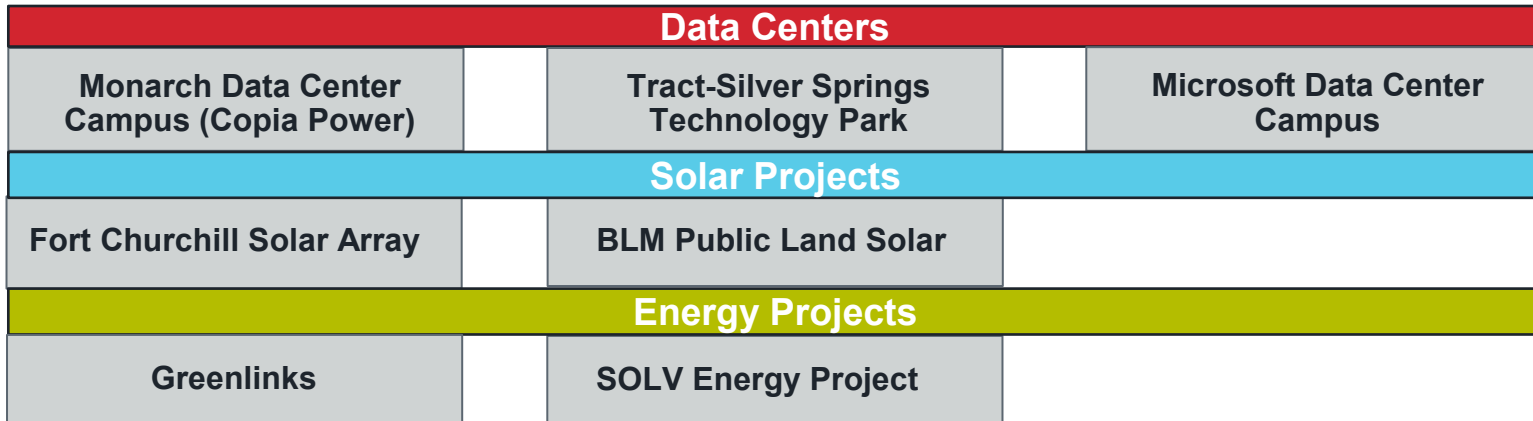 Data Centers
Monarch Data Center
Campus (Copia Power)
Tract-Silver Springs
Technology Park
Microsoft Data Center
Campus
Solar Projects
Fort Churchill Solar Array
BLM Public Land Solar
Energy Projects
Greenlinks
SOLV Energy Project